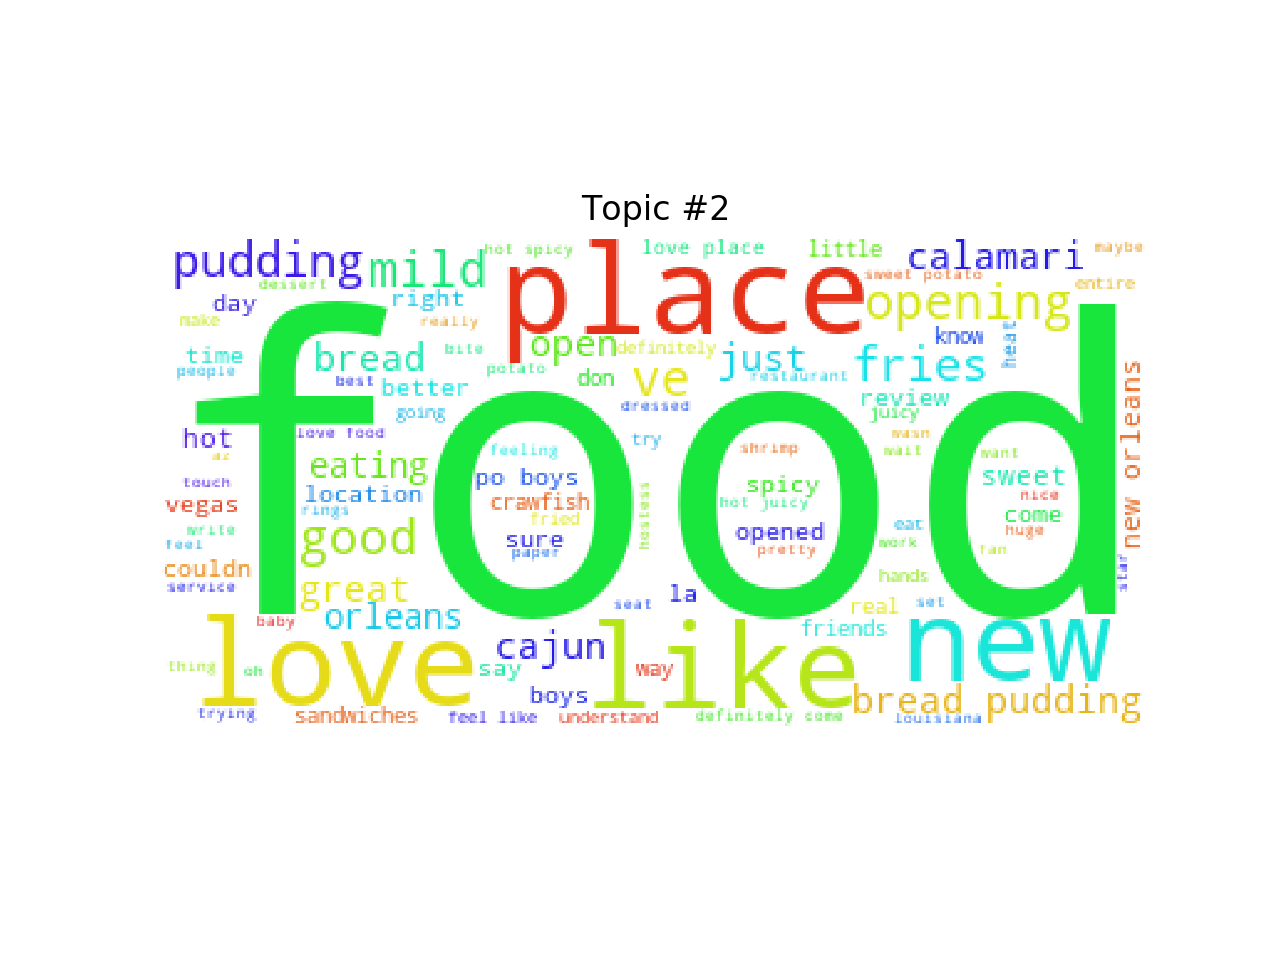 Topic #2
pudding
mild
hot spicy
place
love place
little
calamari
maybe
dessert
sweet potato
entire
day
right
opening
make
really
know
heat
open
definitely
time
bread
bite
just
fries
people
potato
restaurant
best
better
don
ve
review
new orleans
going
dressed
juicy
food
hot
love food
try
wasn
feeling
shrimp
wait
want
eating
touch
po boys
spicy
sweet
location
vegas
crawfish
hot juicy
nice
rings
fried
hostess
come
write
good
sure
opened
eat
huge
feel
paper
pretty
work
fan
couldn
service
great
hands
star
la
seat
real
set
orleans
baby
friends
new
love
cajun
like
thing
oh
say
way
boys
bread pudding
trying
sandwiches
feel like
understand
definitely come
louisiana